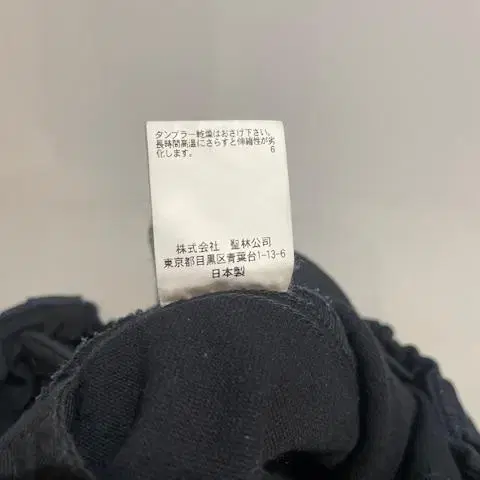 タンブラー乾燥はおさけ下さい。
長時間高温にさらすと伸縮性が劣
化します。 6
株式会社 聖林公司
東京都目黒区青葉台1-13-6
日本製